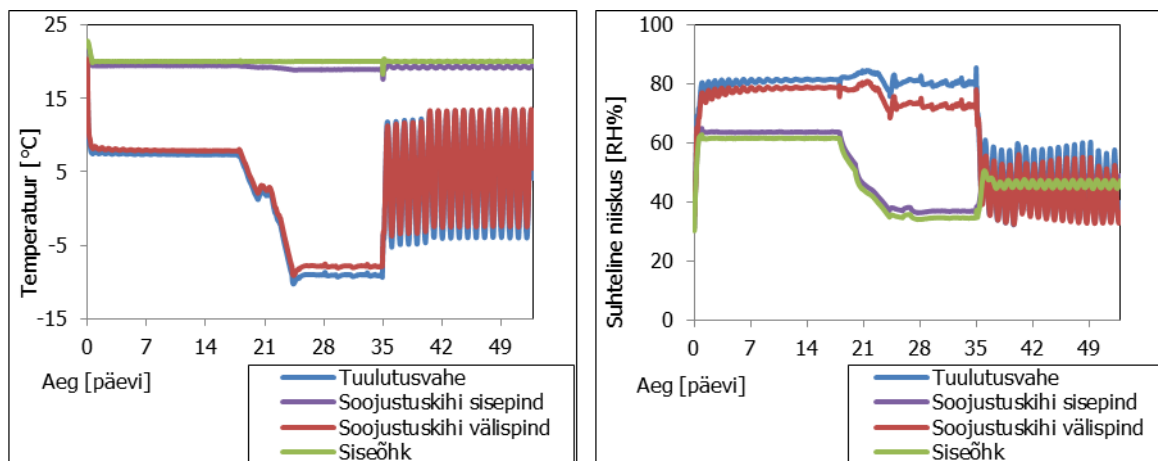 25
15
5
-5
-15
Temperatuur [°C]
0 7 14 21 28 35 42 49
Aeg [päevi]
Tuulutusvahe
Soojustuskihi sisepind
Soojustuskihi välispind
Siseõhk
100
80
60
40
20
0
Suhteline niiskus [RH%]
0 7 14 21 28 35 42 49
Aeg [päevi]
Tuulutusvahe
Soojustuskihi sisepind
Soojustuskihi välispind
Siseõhk